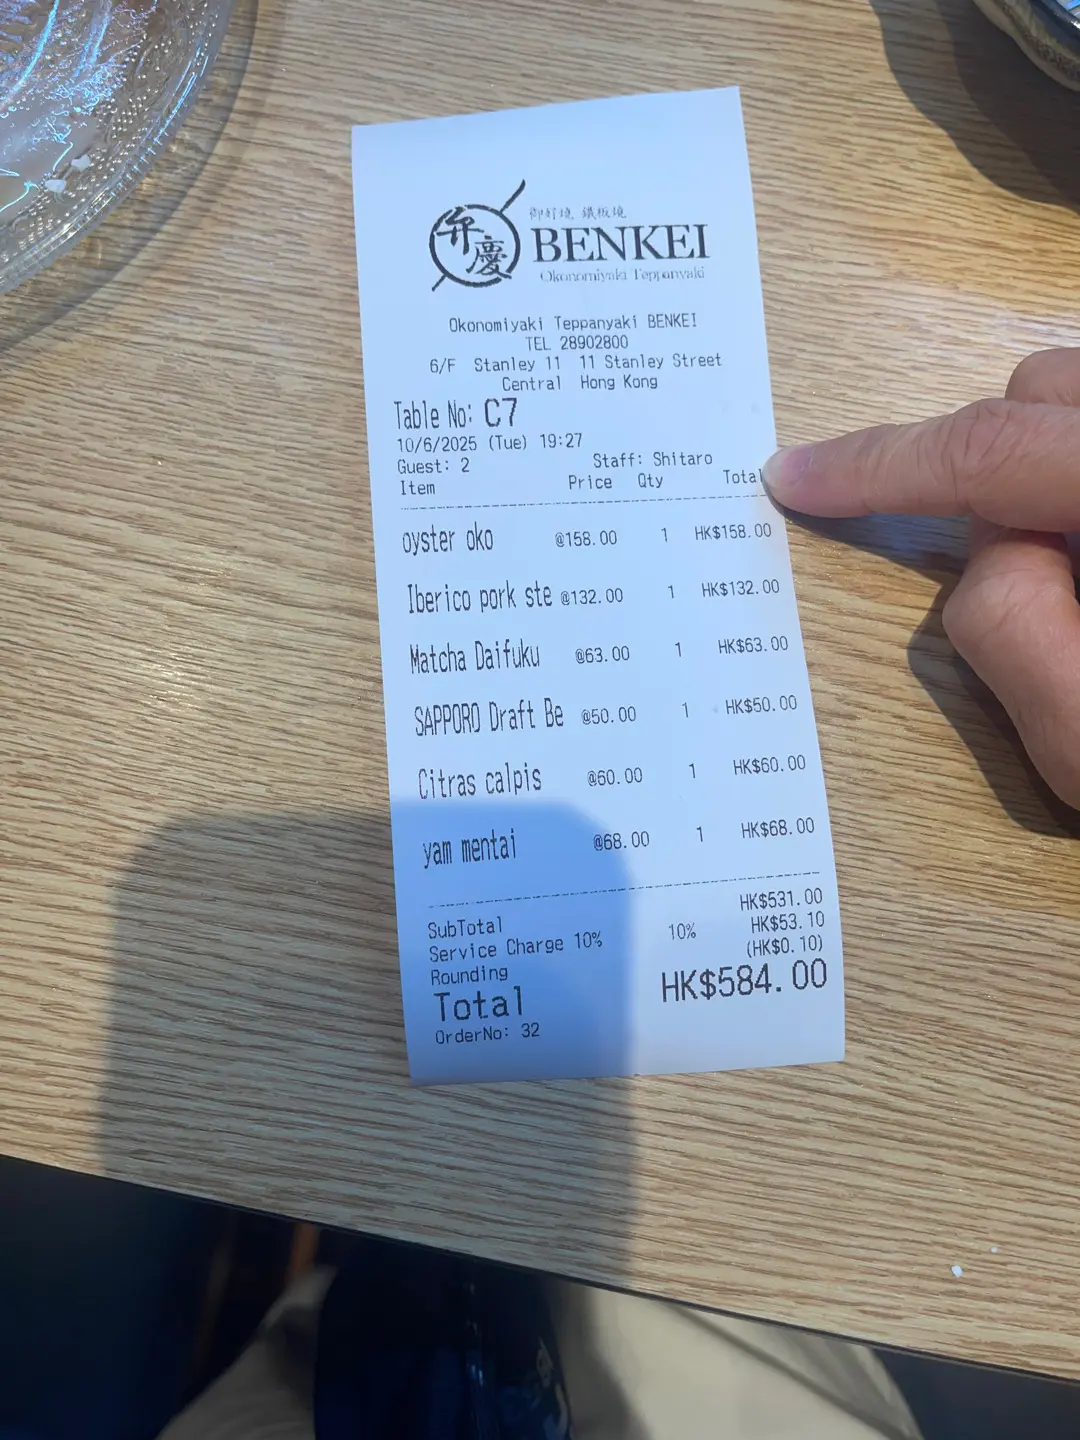 弁慶
御好燒 鐵板燒
BENKEI
Okonomiyaki Teppanyaki
Okonomiyaki Teppanyaki BENKEI
TEL 28902800
6/F Stanley 11 11 Stanley Street
Central Hong Kong
Table No: C7
10/6/2025 (Tue) 19:27
Guest: 2 Staff: Shitaro
Item Price Qty Total
oyster oko @158.00 1 HK$158.00
Iberico pork ste @132.00 1 HK$132.00
Matcha Daifuku @63.00 1 HK$63.00
SAPPORO Draft Be @50.00 1 HK$50.00
Citras calpis @60.00 1 HK$60.00
yam mentai @68.00 1 HK$68.00
SubTotal HK$531.00
Service Charge 10% 10% HK$53.10
Rounding (HK$0.10)
Total HK$584.00
OrderNo: 32